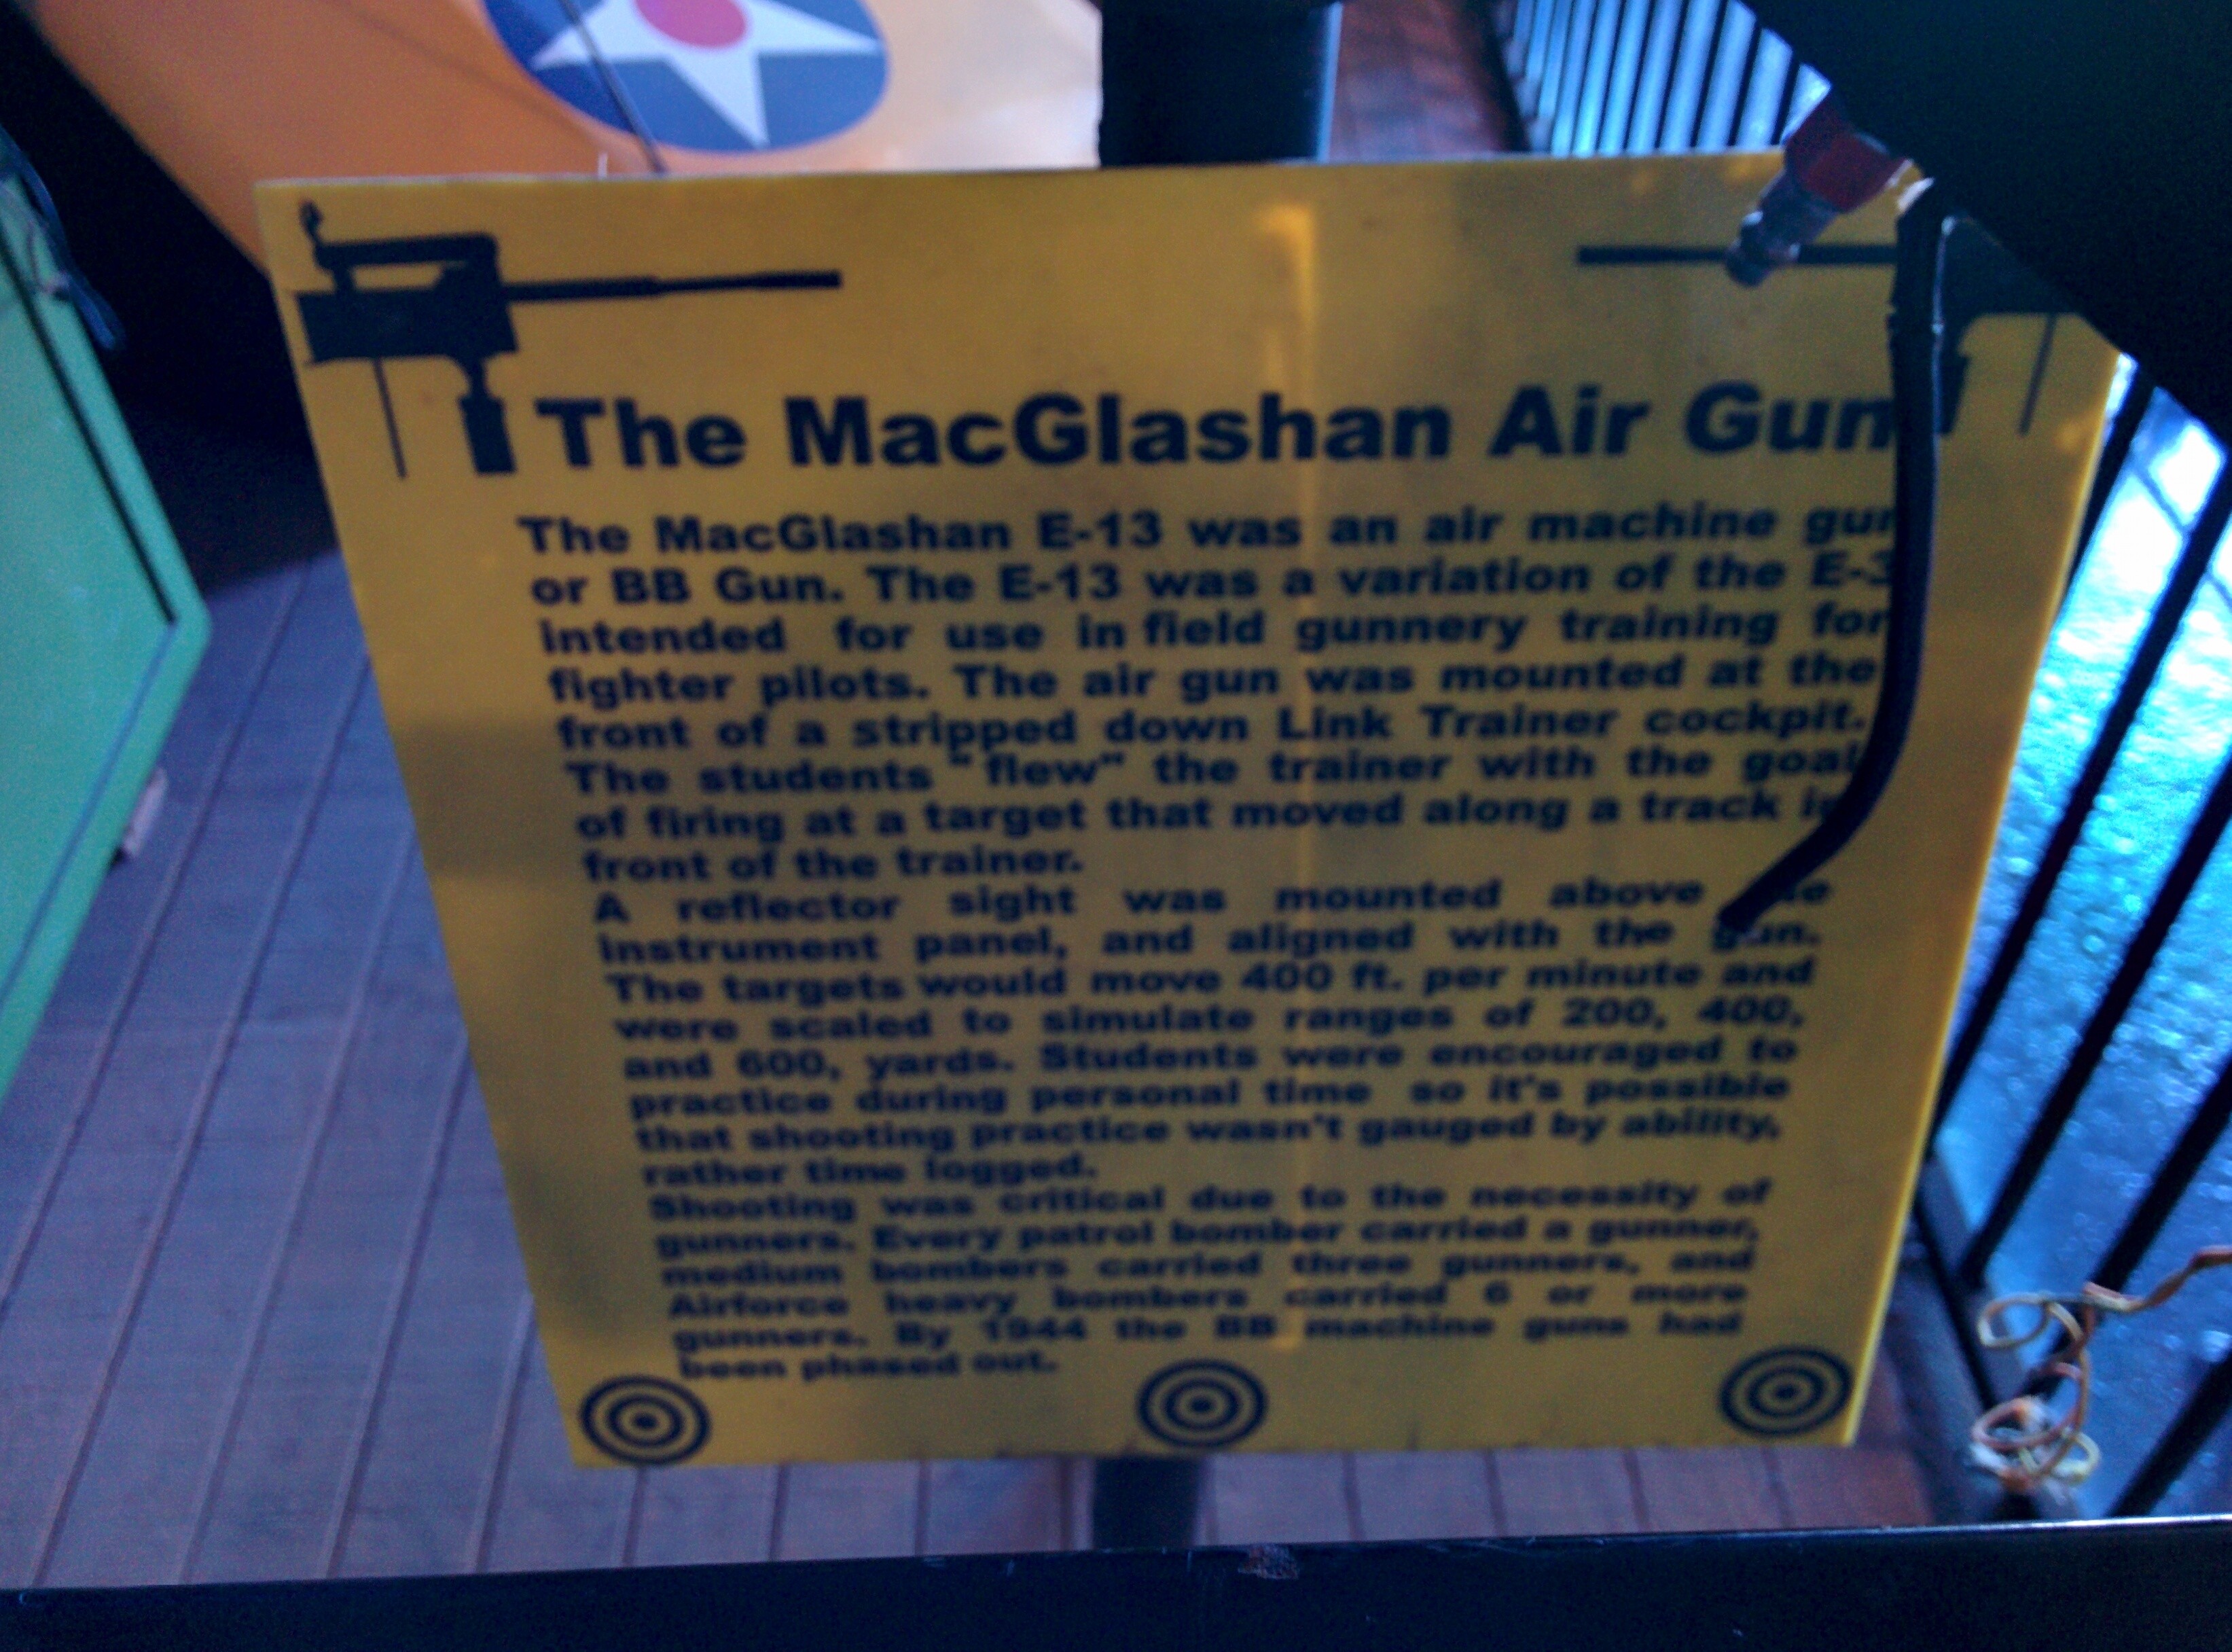 The MacGlashan Air Gun
The MacGlashan E-13 was an air machine gun
or BB Gun. The E-13 was a variation of the E-3
intended for use in field gunnery training for
fighter pilots. The air gun was mounted at the
front of a stripped down Link Trainer cockpit.
The students "flew" the trainer with the goal
of firing at a target that moved along a track in
front of the trainer.
A reflector sight was mounted above the
instrument panel, and aligned with the gun.
The targets would move 400 ft. per minute and
were scaled to simulate ranges of 200, 400,
and 600, yards. Students were encouraged to
practice during personal time so it's possible
that shooting practice wasn't gauged by ability,
rather time logged.
Shooting was critical due to the necessity of
gunners. Every patrol bomber carried a gunner,
medium bombers carried three gunners, and
Airforce heavy bombers carried 6 or more
gunners. By 1944 the BB machine guns had
been phased out.